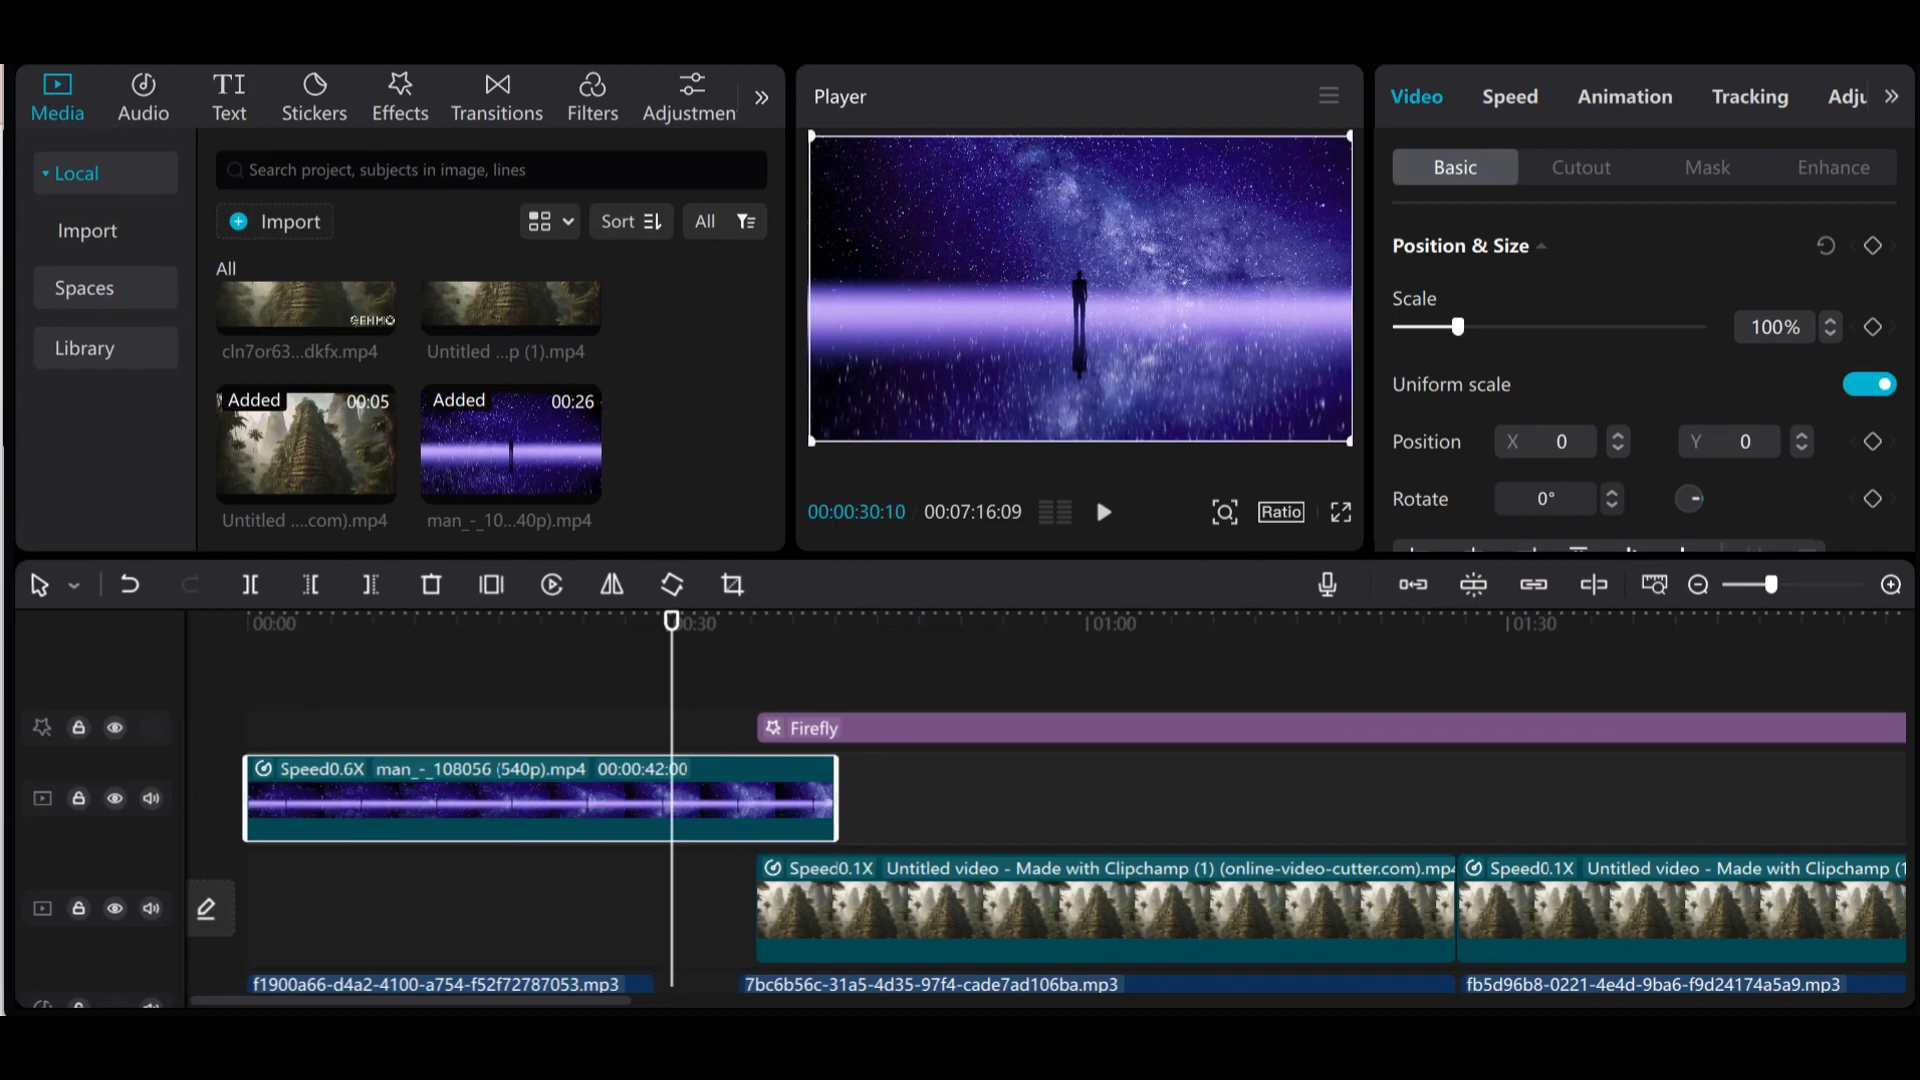 Media
Audio
TI
Text
Stickers
Effects
Transitions
Filters
Adjustmen
Local
Import
Spaces
Library
Search project, subjects in image, lines
Import
Sort
All
All
cln7or63...dkfx.mp4
Untitled ...p (1).mp4
Added 00:05
Added 00:26
Untitled ....com).mp4
man_-_10...40p).mp4
Player
00:00:30:10
00:07:16:09
Ratio
Video
Speed
Animation
Tracking
Adju
Basic
Cutout
Mask
Enhance
Position & Size
Scale
100%
Uniform scale
Position X 0 Y 0
Rotate 0°
00:00
00:30
01:00
01:30
Firefly
Speed0.6X man_-_108056 (540p).mp4 00:00:42:00
Speed0.1X Untitled video - Made with Clipchamp (1) (online-video-cutter.com).mp4
Speed0.1X Untitled video - Made with Clipchamp (1
f1900a66-d4a2-4100-a754-f52f72787053.mp3
7bc6b56c-31a5-4d35-97f4-cade7ad106ba.mp3
fb5d96b8-0221-4e4d-9ba6-f9d24174a5a9.mp3